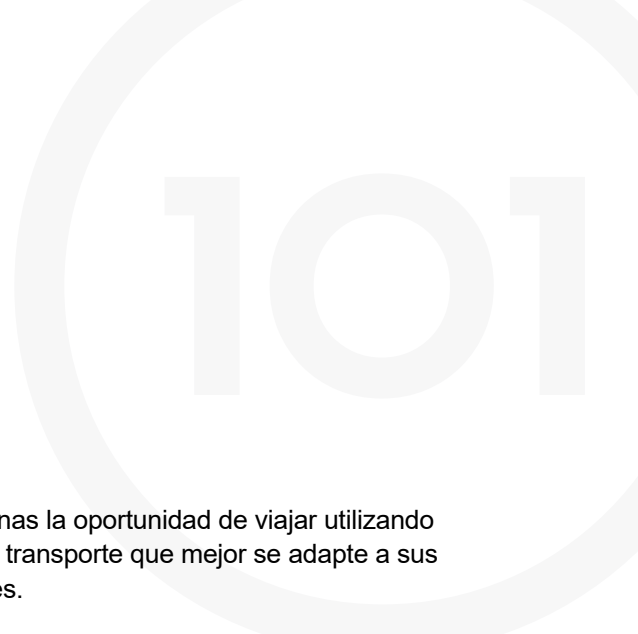 101
nas la oportunidad de viajar utilizando
transporte que mejor se adapte a sus
es.